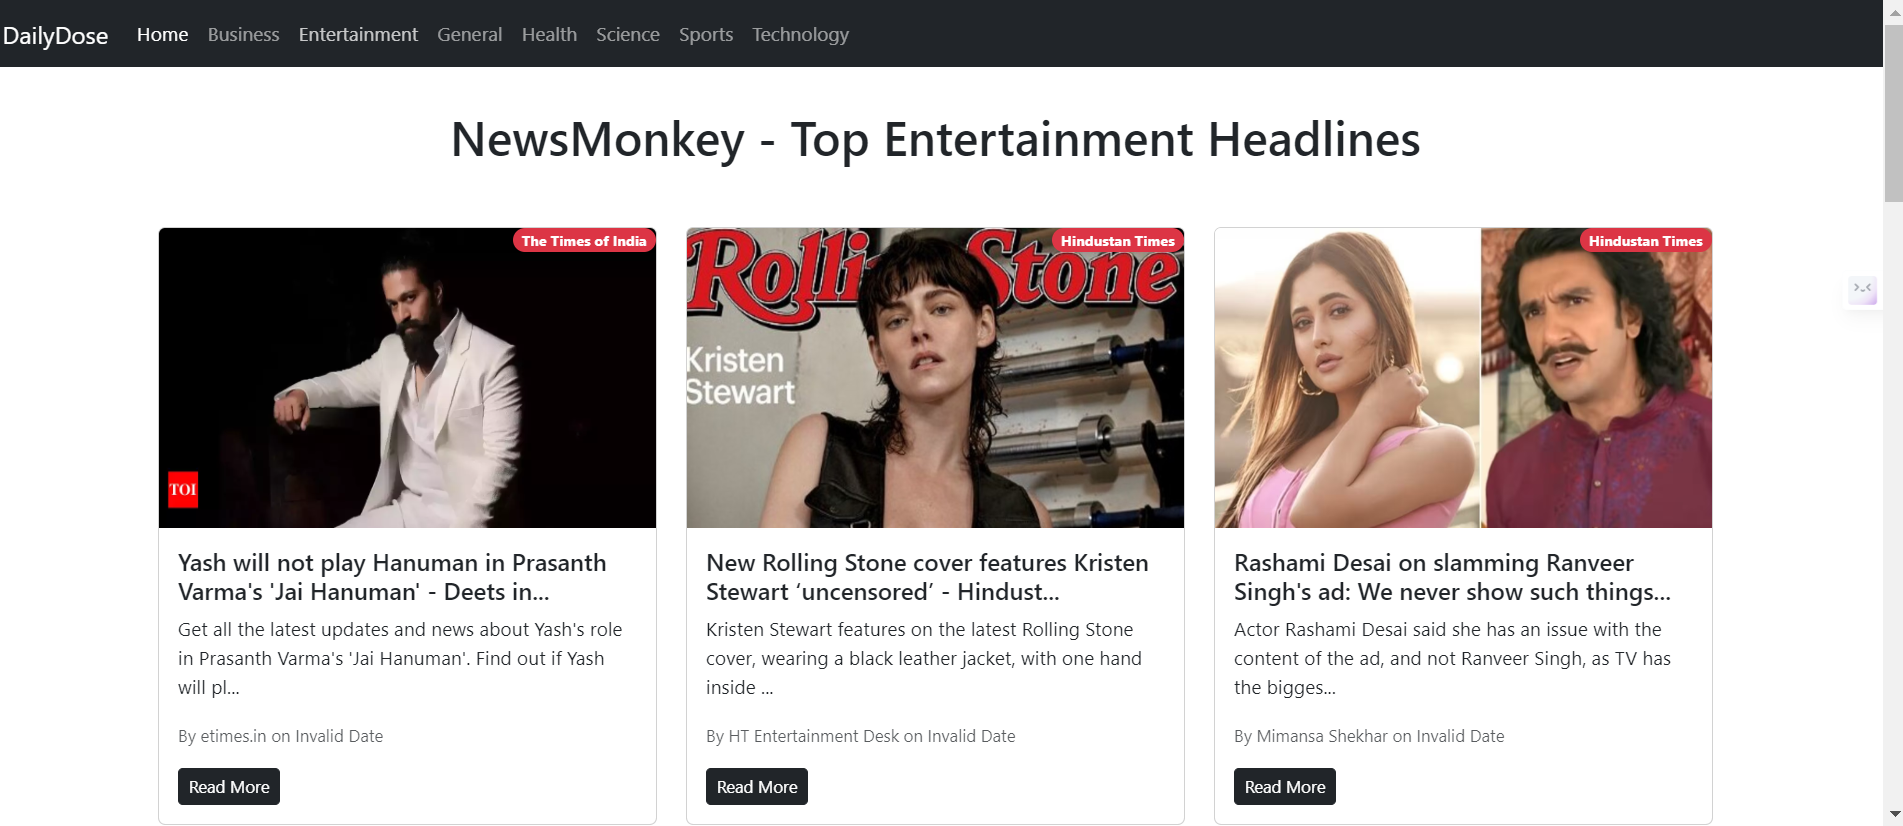 DailyDose Home Business Entertainment General Health Science Sports Technology
NewsMonkey - Top Entertainment Headlines
The Times of India
TOI
Yash will not play Hanuman in Prasanth
Varma's 'Jai Hanuman' - Deets in...
Get all the latest updates and news about Yash's role
in Prasanth Varma's 'Jai Hanuman'. Find out if Yash
will pl...
By etimes.in on Invalid Date
Read More
Hindustan Times
Rolling Stone
Kristen
Stewart
New Rolling Stone cover features Kristen
Stewart ‘uncensored’ - Hindust...
Kristen Stewart features on the latest Rolling Stone
cover, wearing a black leather jacket, with one hand
inside ...
By HT Entertainment Desk on Invalid Date
Read More
Hindustan Times
Rashami Desai on slamming Ranveer
Singh's ad: We never show such things...
Actor Rashami Desai said she has an issue with the
content of the ad, and not Ranveer Singh, as TV has
the bigges...
By Mimansa Shekhar on Invalid Date
Read More